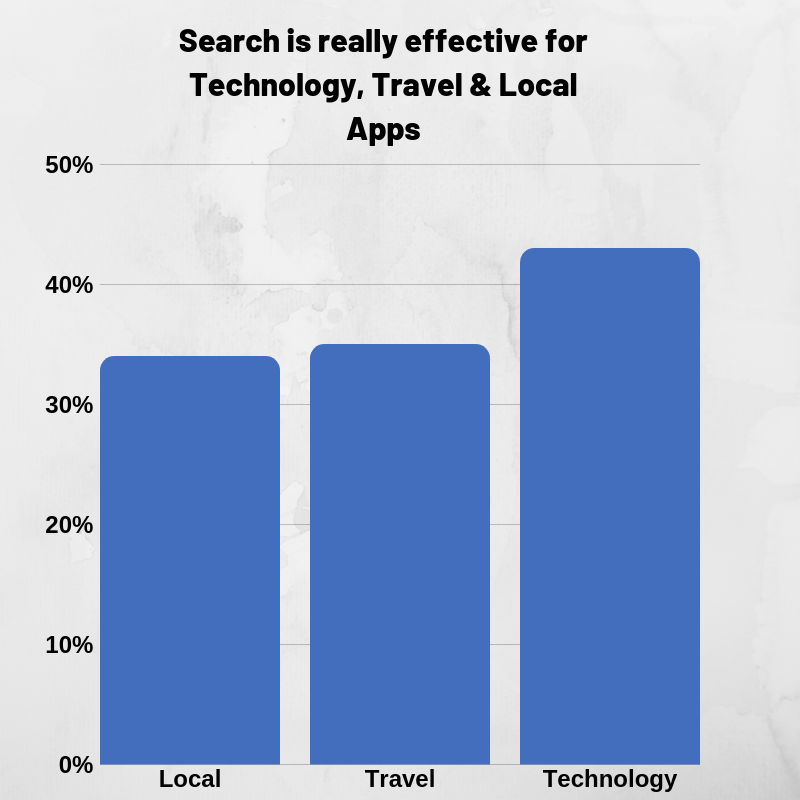 Search is really effective for
Technology, Travel & Local
Apps
50%
40%
30%
20%
10%
0%
Local Travel Technology